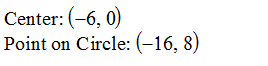 Center: (−6, 0)
Point on Circle: (−16, 8)